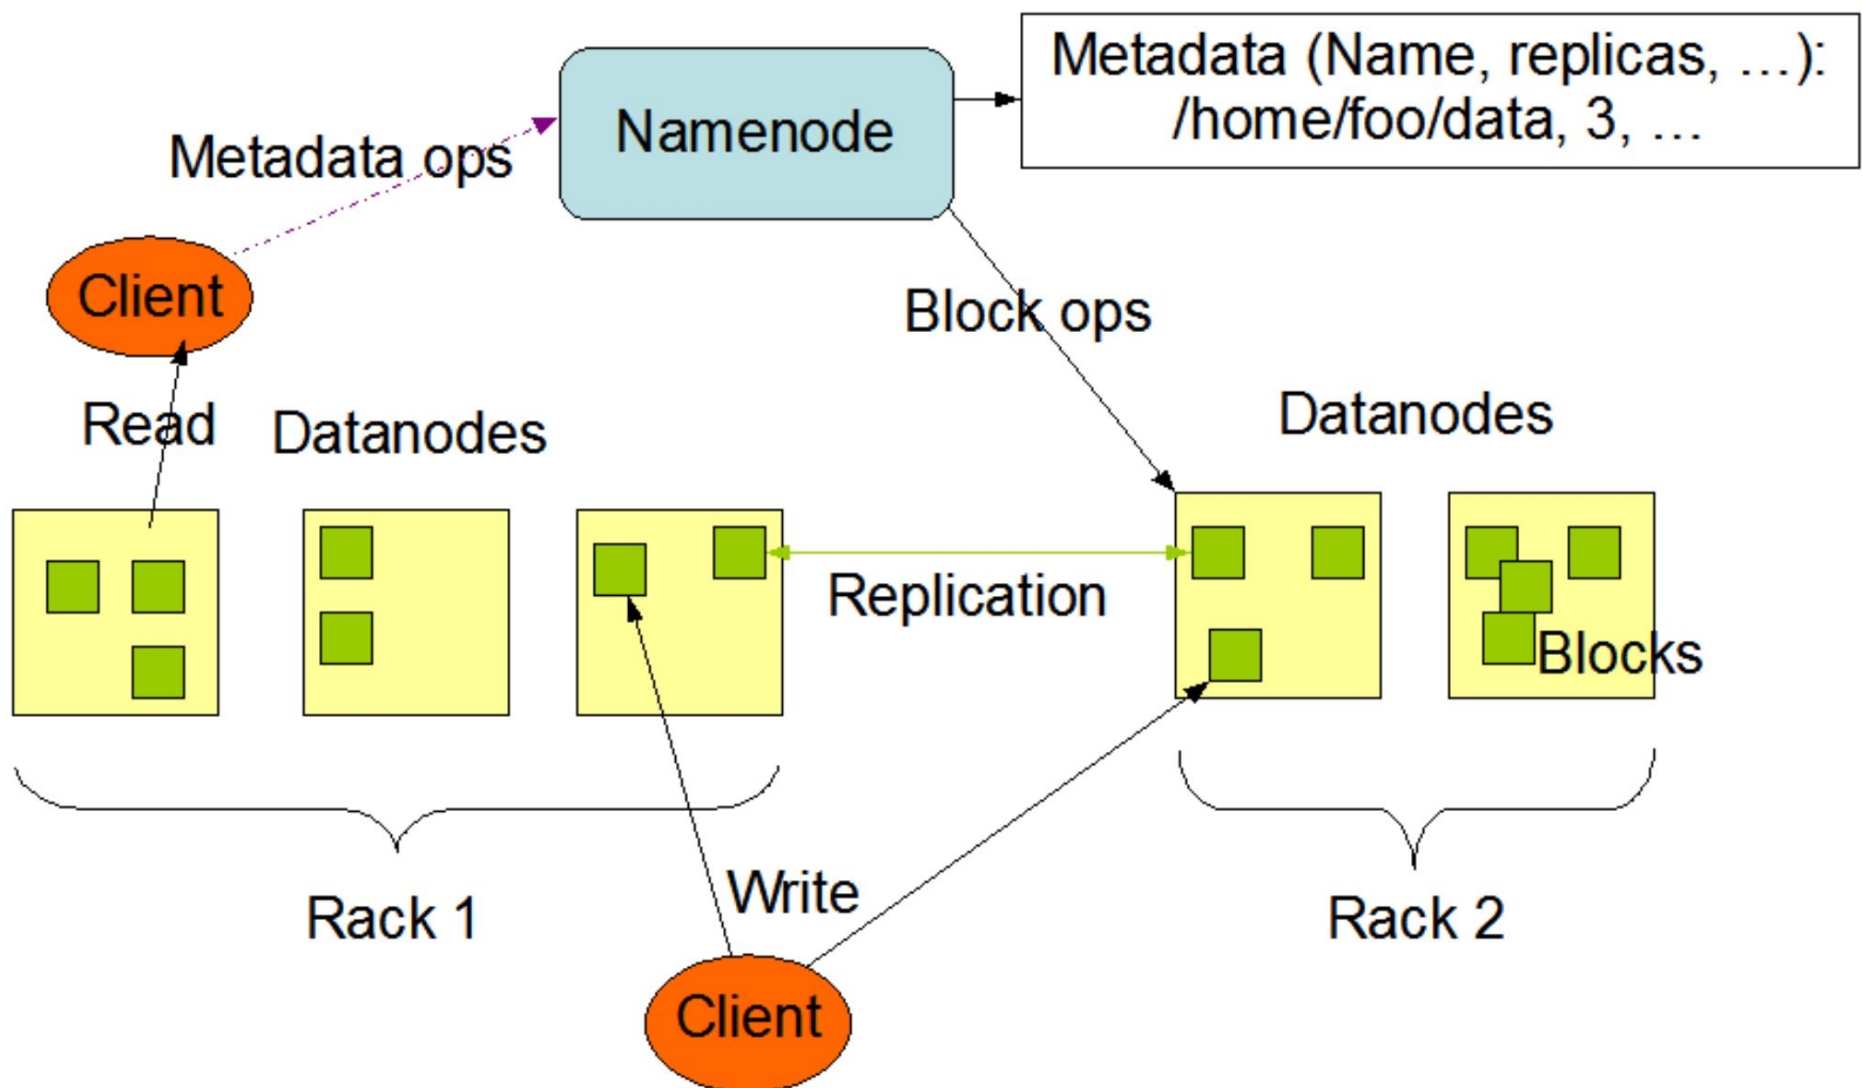 Metadata (Name, replicas, …):
/home/foo/data, 3, …
Namenode
Metadata ops
Client
Block ops
Read
Datanodes
Datanodes
Replication
Blocks
Write
Rack 1
Rack 2
Client